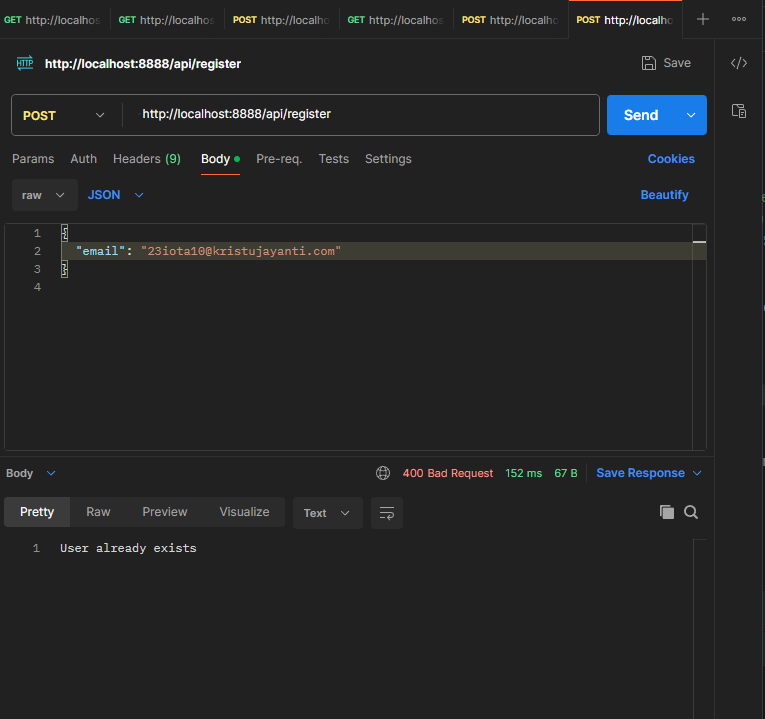 GET http://localhos GET http://localhos POST http://localho GET http://localhos POST http://localho POST http://localho
HTTP http://localhost:8888/api/register Save
POST http://localhost:8888/api/register Send
Params Auth Headers (9) Body Pre-req. Tests Settings Cookies
raw JSON Beautify
1 {
2 "email": "23iota10@kristujayanti.com"
3 }
4
Body 400 Bad Request 152 ms 67 B Save Response
Pretty Raw Preview Visualize Text
1 User already exists